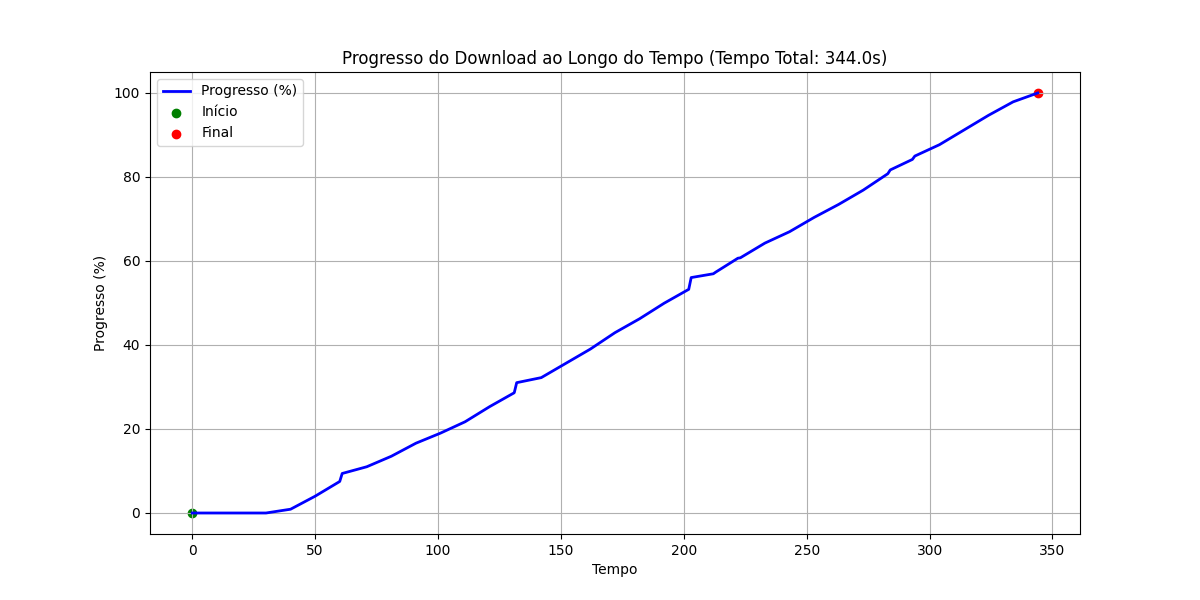 Progresso do Download ao Longo do Tempo (Tempo Total: 344.0s)
Progresso (%)
Início
Final
100
80
60
40
20
0
Progresso (%)
0 50 100 150 200 250 300 350
Tempo